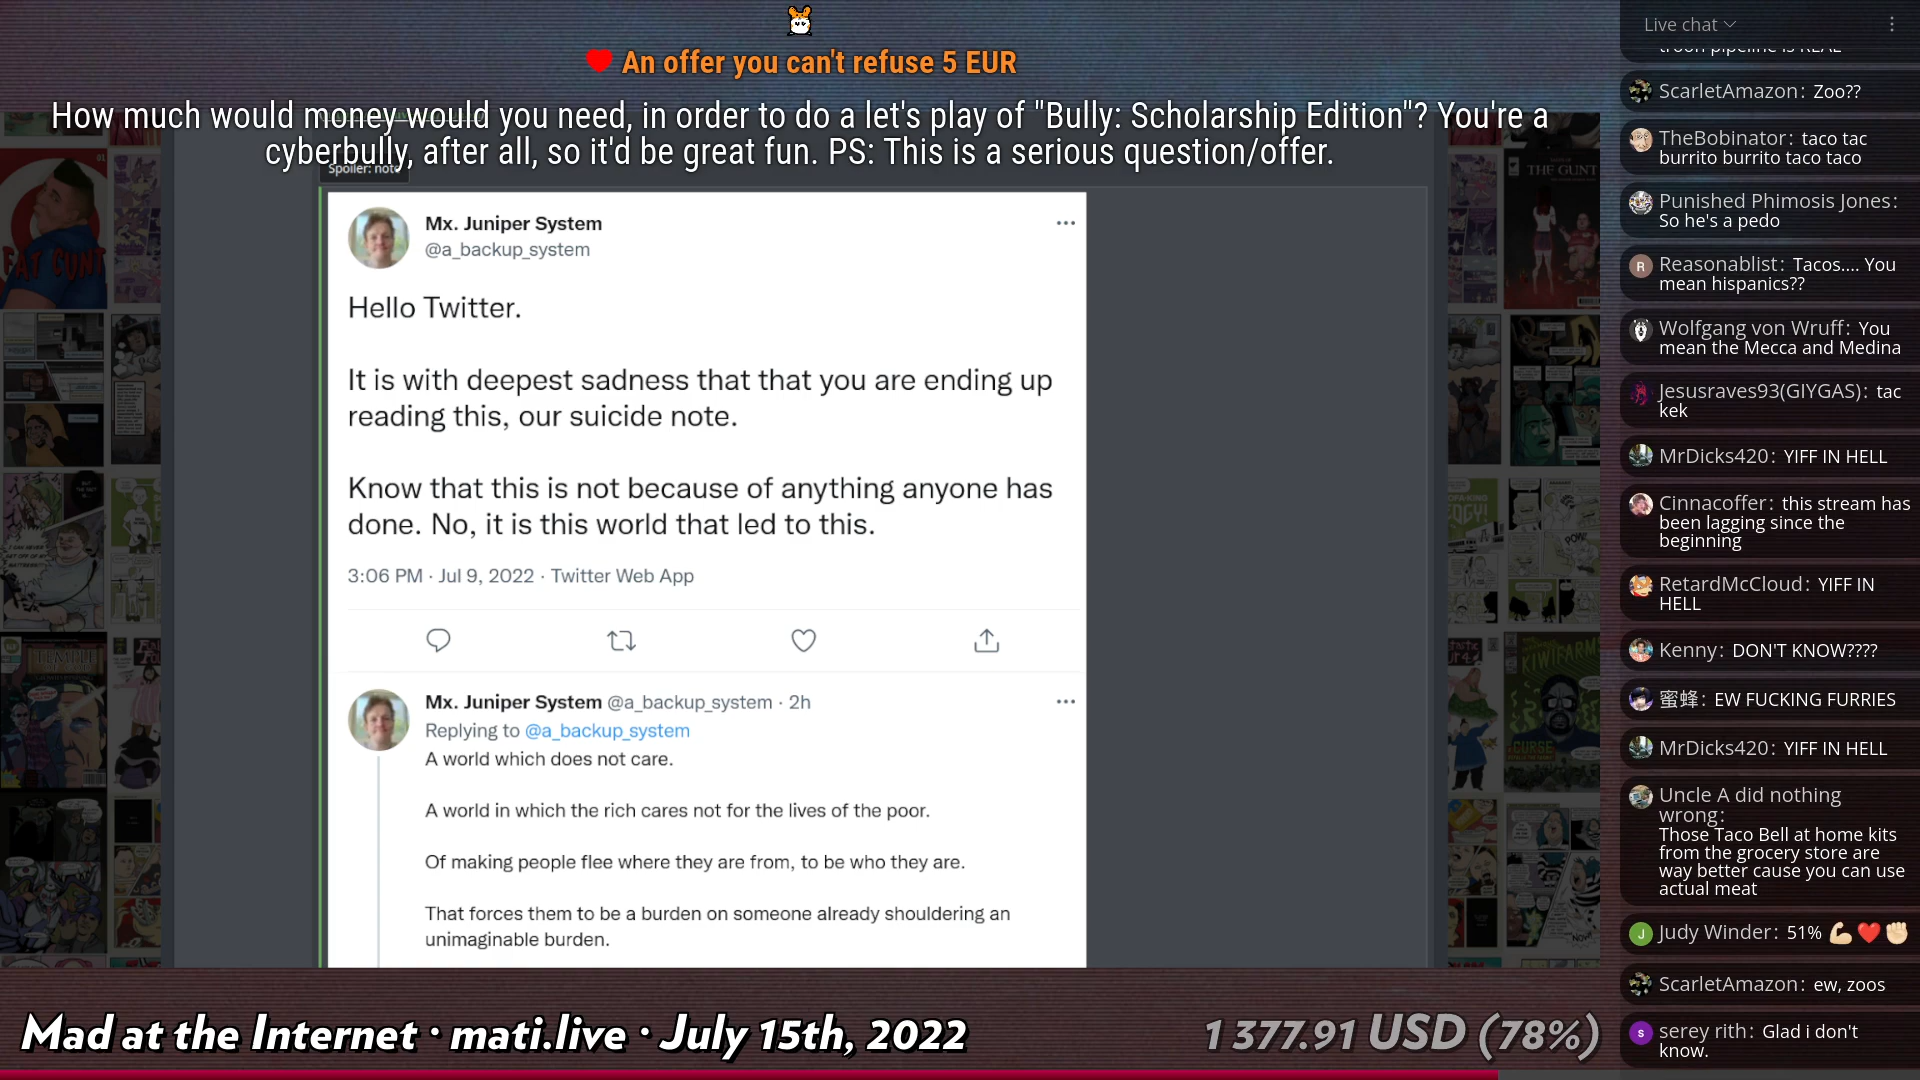 An offer you can't refuse 5 EUR
How much would money would you need, in order to do a let's play of "Bully: Scholarship Edition"? You're a
cyberbully, after all, so it'd be great fun. PS: This is a serious question/offer.
Spoiler: note
Mx. Juniper System
@a_backup_system
Hello Twitter.
It is with deepest sadness that that you are ending up
reading this, our suicide note.
Know that this is not because of anything anyone has
done. No, it is this world that led to this.
3:06 PM · Jul 9, 2022 · Twitter Web App
Mx. Juniper System @a_backup_system · 2h
Replying to @a_backup_system
A world which does not care.
A world in which the rich cares not for the lives of the poor.
Of making people flee where they are from, to be who they are.
That forces them to be a burden on someone already shouldering an
unimaginable burden.
FAT CUNT
THE GUNT
KIWIFARMS
CURSE
Mad at the Internet · mati.live · July 15th, 2022
1 377.91 USD (78%)
Live chat
troon pipeline is REAL
ScarletAmazon: Zoo??
TheBobinator: taco tac
burrito burrito taco taco
Punished Phimosis Jones:
So he's a pedo
R
Reasonablist: Tacos.... You
mean hispanics??
Wolfgang von Wruff: You
mean the Mecca and Medina
Jesusraves93(GIYGAS): tac
kek
MrDicks420: YIFF IN HELL
Cinnacoffer: this stream has
been lagging since the
beginning
RetardMcCloud: YIFF IN
HELL
Kenny: DON'T KNOW????
蜜蜂: EW FUCKING FURRIES
MrDicks420: YIFF IN HELL
Uncle A did nothing
wrong:
Those Taco Bell at home kits
from the grocery store are
way better cause you can use
actual meat
J
Judy Winder: 51% 💪🏻❤️✊🏻
ScarletAmazon: ew, zoos
s
serey rith: Glad i don't
know.